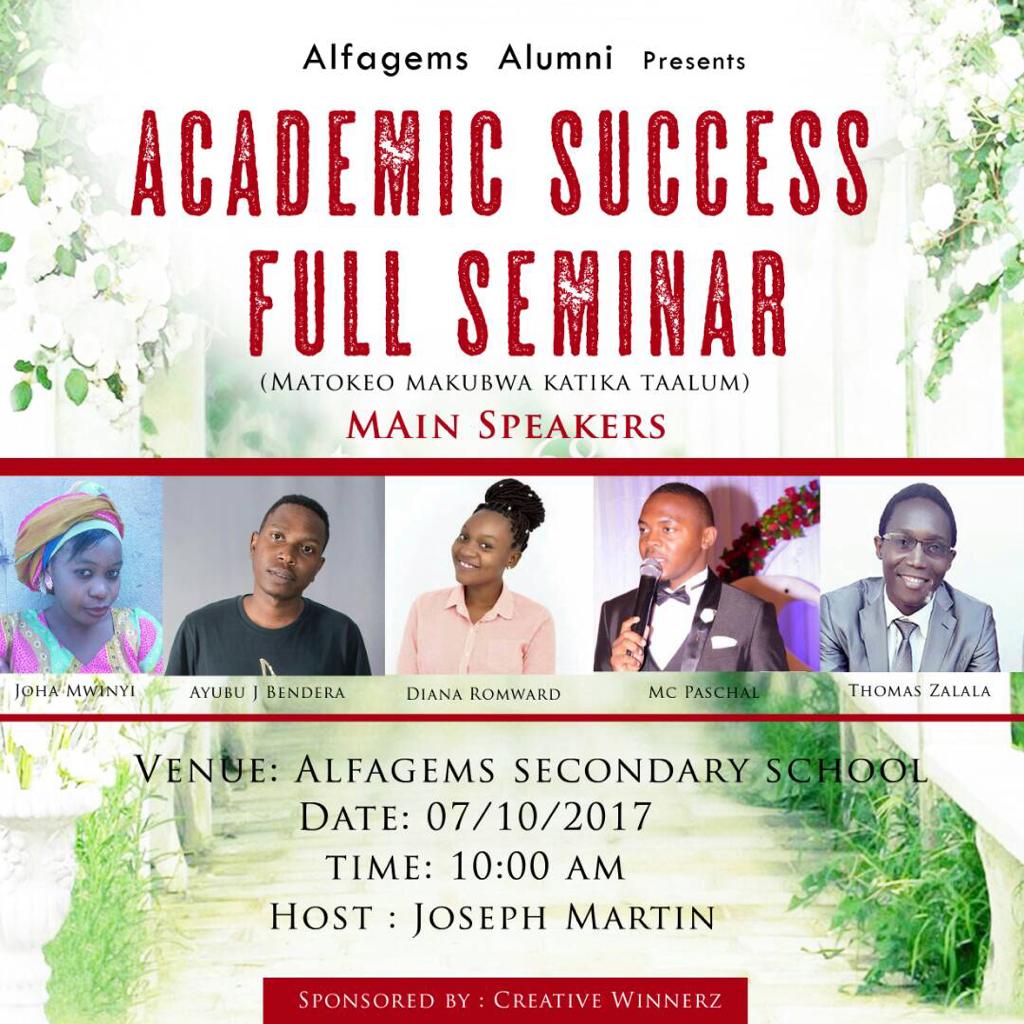 Alfagems Alumni Presents
ACADEMIC SUCCESS
FULL SEMINAR
(MATOKEO MAKUBWA KATIKA TAALUM)
MAIN SPEAKERS
JOHA MWINYI AYUBU J BENDERA DIANA ROMWARD MC PASCHAL THOMAS ZALALA
VENUE: ALFAGEMS SECONDARY SCHOOL
DATE: 07/10/2017
TIME: 10:00 AM
HOST : JOSEPH MARTIN
SPONSORED BY : CREATIVE WINNERZ